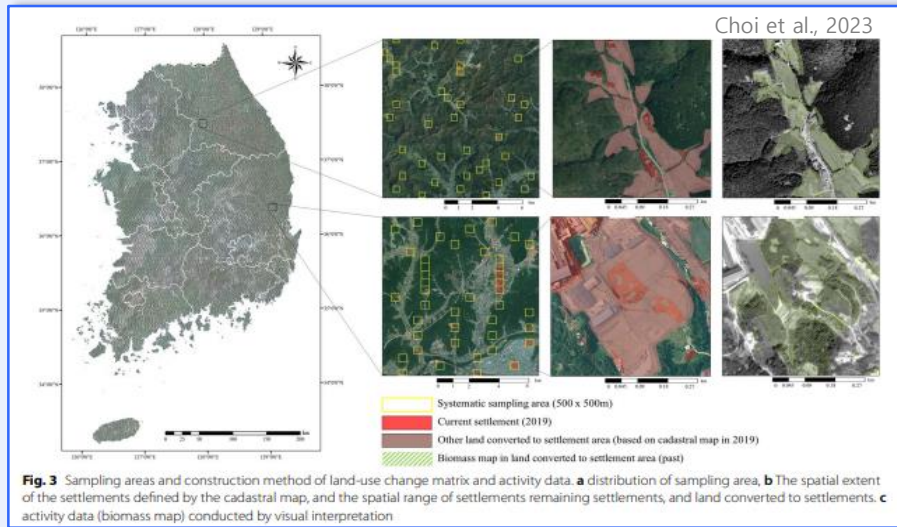 Choi et al., 2023
Systematic sampling area (500 x 500m)
Current settlement (2019)
Other land converted to settlement area (based on cadastral map in 2019)
Biomass map in land converted to settlement area (past)
Fig. 3 Sampling areas and construction method of land-use change matrix and activity data. a distribution of sampling area, b The spatial extent
of the settlements defined by the cadastral map, and the spatial range of settlements remaining settlements, and land converted to settlements. c
activity data (biomass map) conducted by visual interpretation